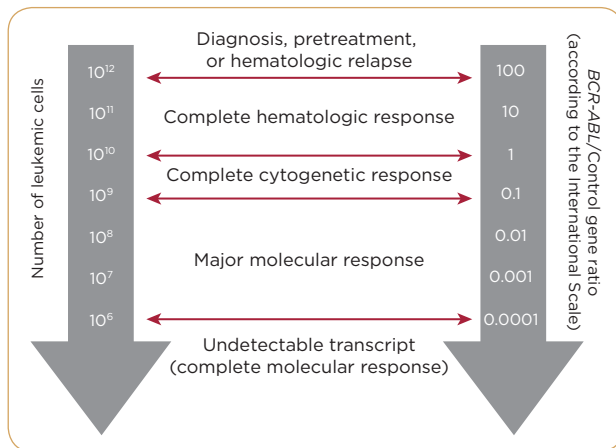 Number of leukemic cells
10¹²
10¹¹
10¹⁰
10⁹
10⁸
10⁷
10⁶
Diagnosis, pretreatment,
or hematologic relapse
Complete hematologic response
Complete cytogenetic response
Major molecular response
Undetectable transcript
(complete molecular response)
100
10
1
0.1
0.01
0.001
0.0001
BCR-ABL/Control gene ratio
(according to the International Scale)